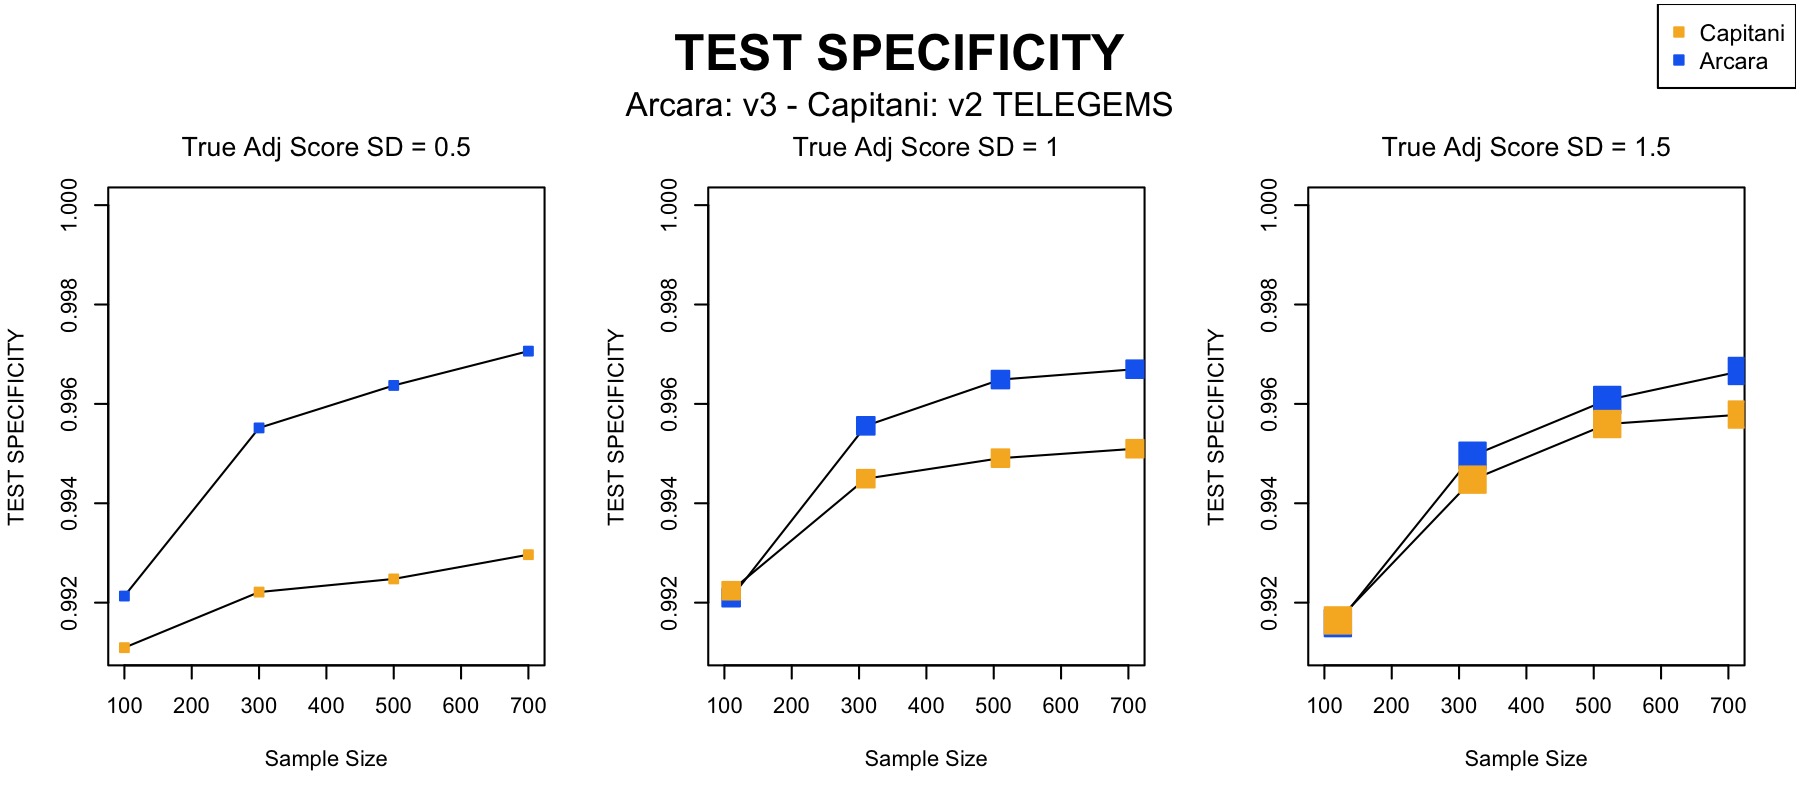 TEST SPECIFICITY
Arcara: v3 - Capitani: v2 TELEGEMS
Capitani
Arcara
True Adj Score SD = 0.5
TEST SPECIFICITY
1.000
0.998
0.996
0.994
0.992
100 200 300 400 500 600 700
Sample Size
True Adj Score SD = 1
TEST SPECIFICITY
1.000
0.998
0.996
0.994
0.992
100 200 300 400 500 600 700
Sample Size
True Adj Score SD = 1.5
TEST SPECIFICITY
1.000
0.998
0.996
0.994
0.992
100 200 300 400 500 600 700
Sample Size